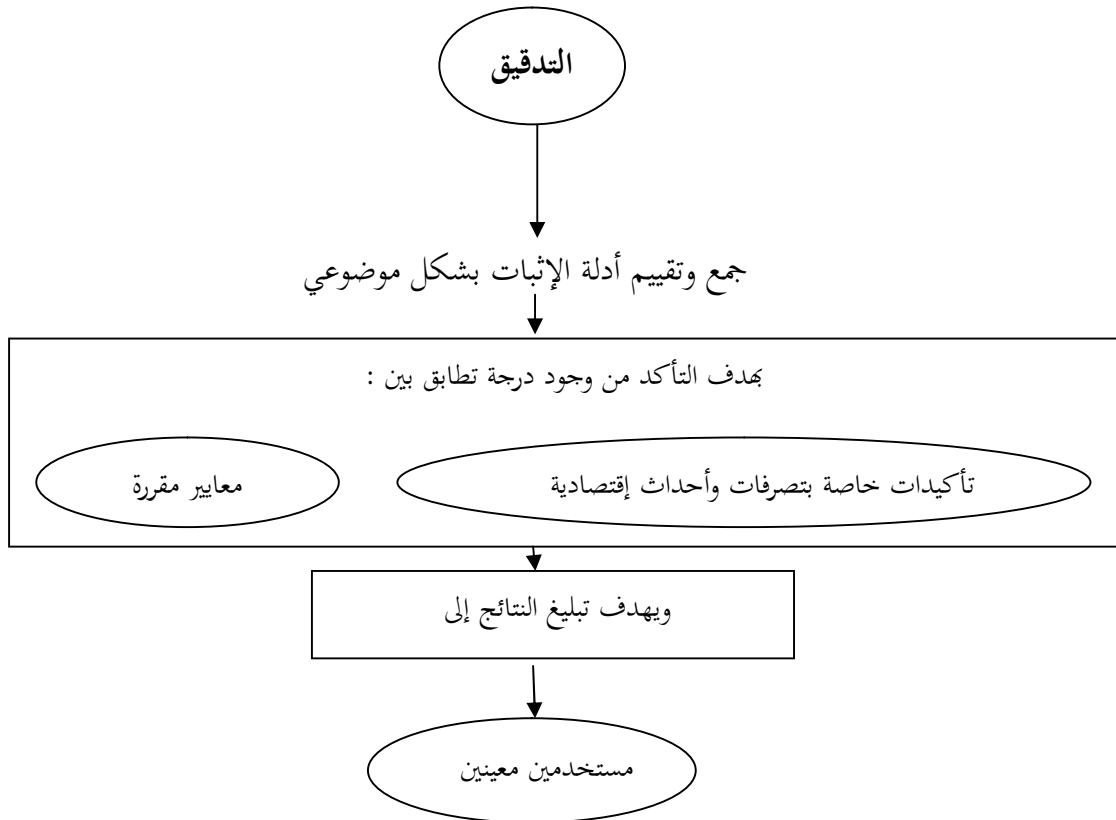 التدقيق
جمع وتقييم أدلة الإثبات بشكل موضوعي
بهدف التأكد من وجود درجة تطابق بين :
تأكيدات خاصة بتصرفات وأحداث إقتصادية
معايير مقررة
ويهدف تبليغ النتائج إلى
مستخدمين معينين